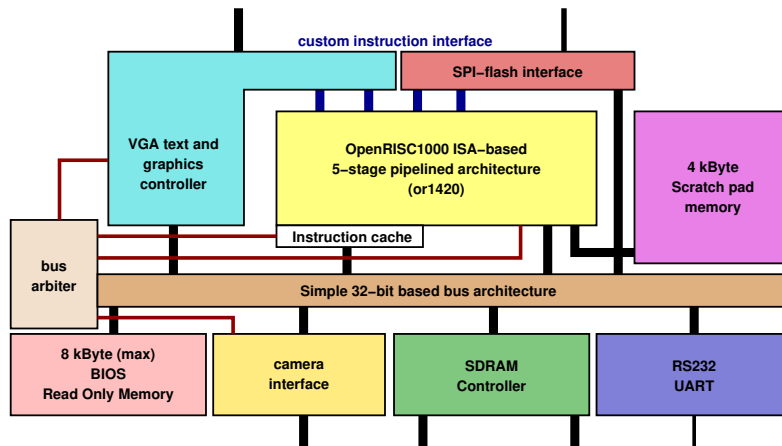 custom instruction interface
SPI−flash interface
VGA text and
graphics
controller
OpenRISC1000 ISA−based
5−stage pipelined architecture
(or1420)
4 kByte
Scratch pad
memory
Instruction cache
bus
arbiter
Simple 32−bit based bus architecture
8 kByte (max)
BIOS
Read Only Memory
camera
interface
SDRAM
Controller
RS232
UART